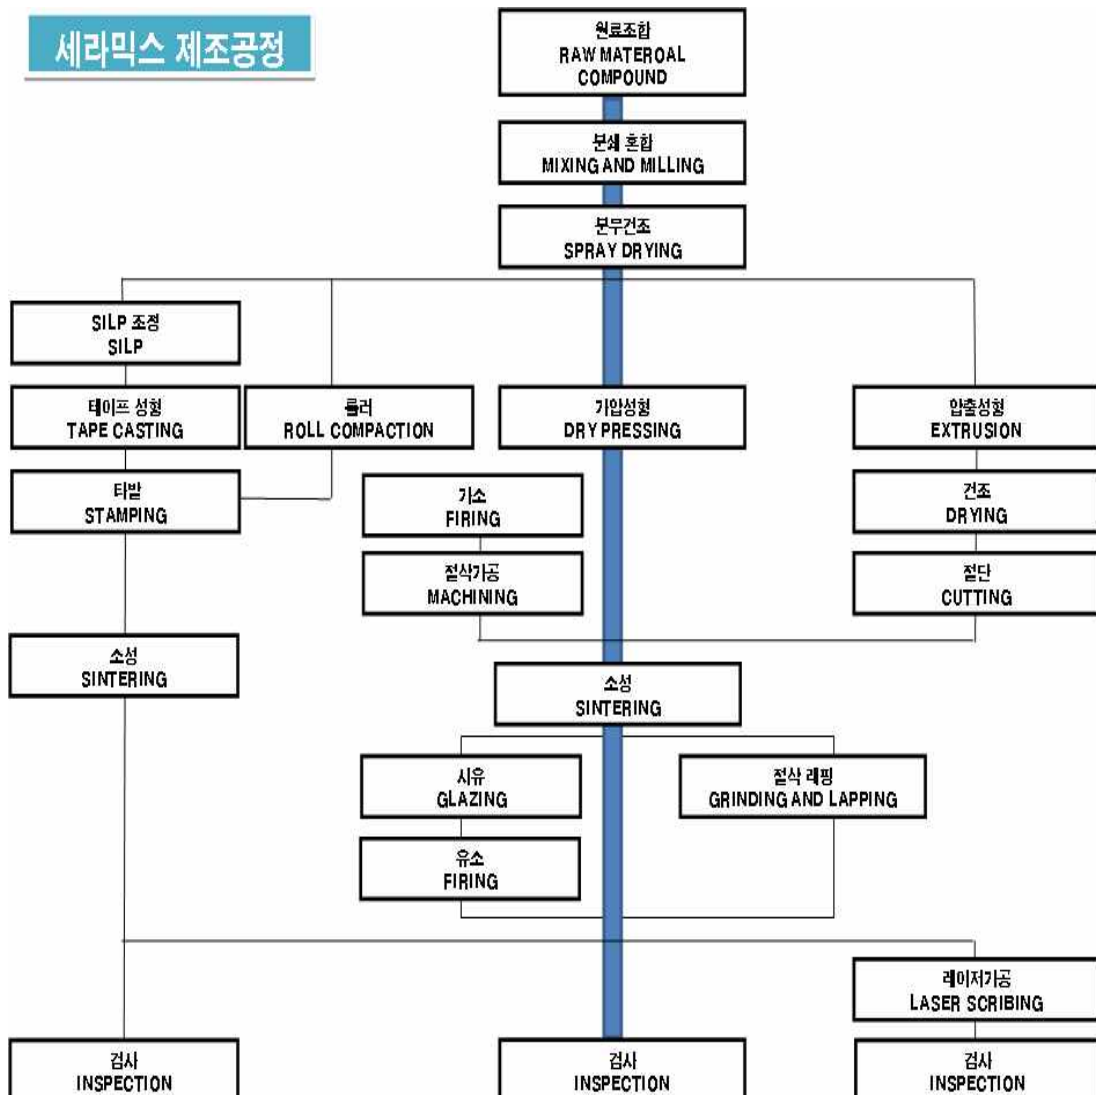 세라믹스 제조공정
원료조합
RAW MATEROAL
COMPOUND
분쇄 혼합
MIXING AND MILLING
분무건조
SPRAY DRYING
SILP 조정
SILP
테이프 성형
TAPE CASTING
롤러
ROLL COMPACTION
기압성형
DRY PRESSING
압출성형
EXTRUSION
타발
STAMPING
가소
FIRING
건조
DRYING
절삭가공
MACHINING
절단
CUTTING
소성
SINTERING
소성
SINTERING
시유
GLAZING
절삭 래핑
GRINDING AND LAPPING
유소
FIRING
레이저가공
LASER SCRIBING
검사
INSPECTION
검사
INSPECTION
검사
INSPECTION